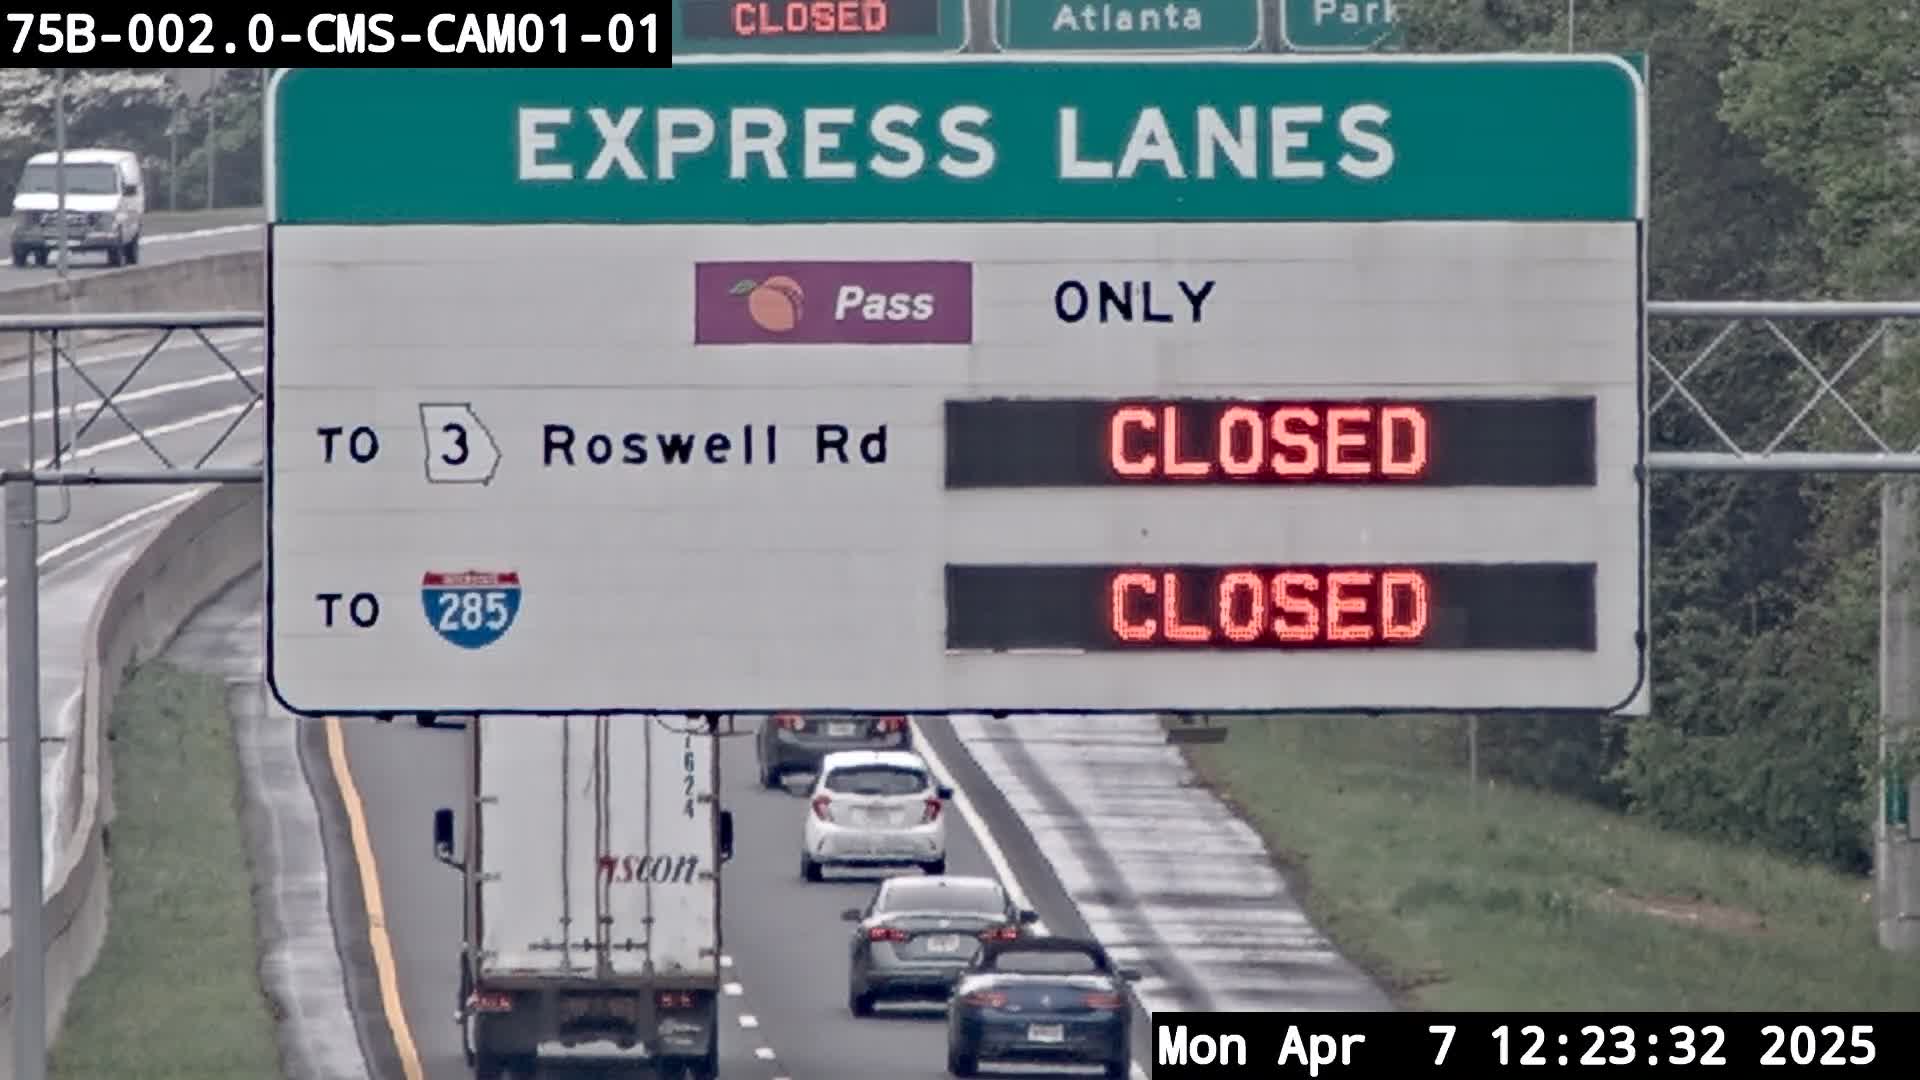 75B-002.0-CMS-CAM01-01
CLOSED
Atlanta
Park
EXPRESS LANES
Pass ONLY
TO 3 Roswell Rd CLOSED
TO 285 CLOSED
1624
Mon Apr 7 12:23:32 2025